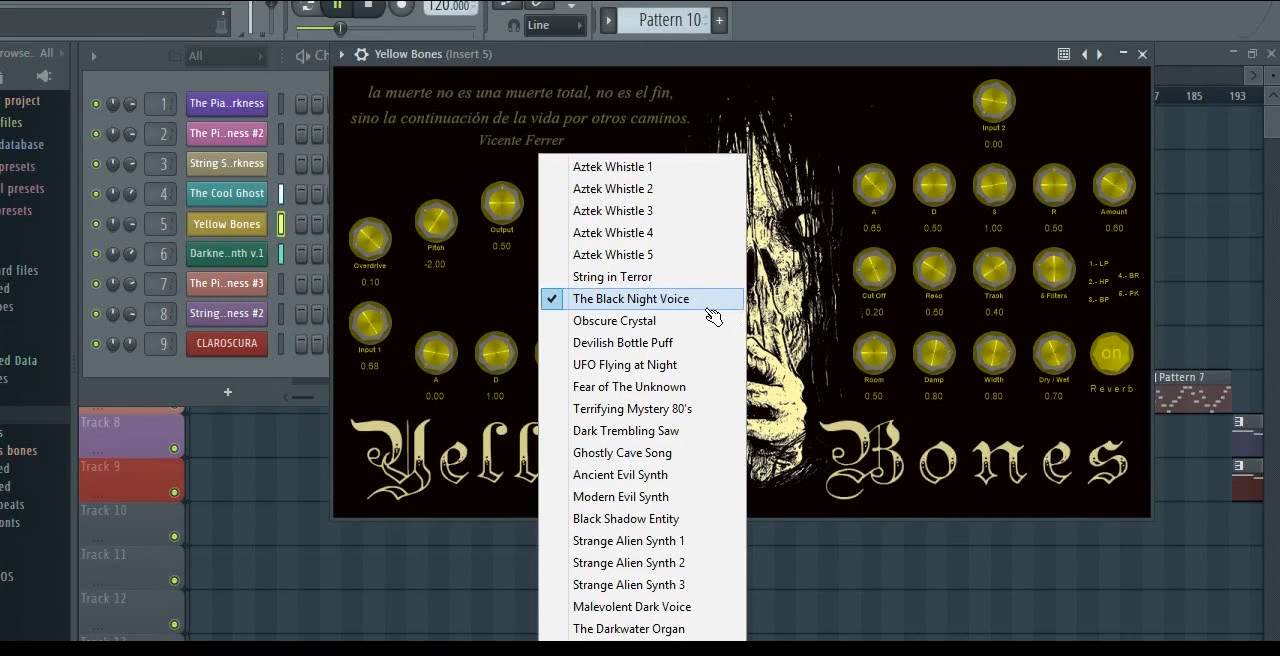 120.000
Line
Pattern 10
+
rowse..
All
All
Ch
Yellow Bones (Insert 5)
project
files
database
presets
l presets
resets
rd files
ed Data
es
s bones
ed
ed
peats
onts
OS
1
The Pia..rkness
2
The Pi..ness #2
3
String S..rkness
4
The Cool Ghost
5
Yellow Bones
6
Darkne..nth v.1
7
The Pi..ness #3
8
String..ness #2
9
CLAROSCURA
+
Track 8
Track 9
Track 10
Track 11
Track 12
la muerte no es una muerte total, no es el fin,
sino la continuación de la vida por otros caminos.
Vicente Ferrer
Overdrive
0.10
Pitch
-2.00
Output
0.50
Input 1
0.68
A
0.00
D
1.00
Yell
Bones
Aztek Whistle 1
Aztek Whistle 2
Aztek Whistle 3
Aztek Whistle 4
Aztek Whistle 5
String in Terror
The Black Night Voice
Obscure Crystal
Devilish Bottle Puff
UFO Flying at Night
Fear of The Unknown
Terrifying Mystery 80's
Dark Trembling Saw
Ghostly Cave Song
Ancient Evil Synth
Modern Evil Synth
Black Shadow Entity
Strange Alien Synth 1
Strange Alien Synth 2
Strange Alien Synth 3
Malevolent Dark Voice
The Darkwater Organ
Input 2
0.00
A
D
S
R
Amount
0.65
0.50
1.00
0.50
0.60
Cut Off
Reso
Track
6 Filters
0.20
0.60
0.40
1.- LP
2.- HP
3.- BP
4.- BR
5.- PK
Room
Damp
Width
Dry / Wet
0.50
0.80
0.80
0.70
on
Reverb
7
185
193
Pattern 7